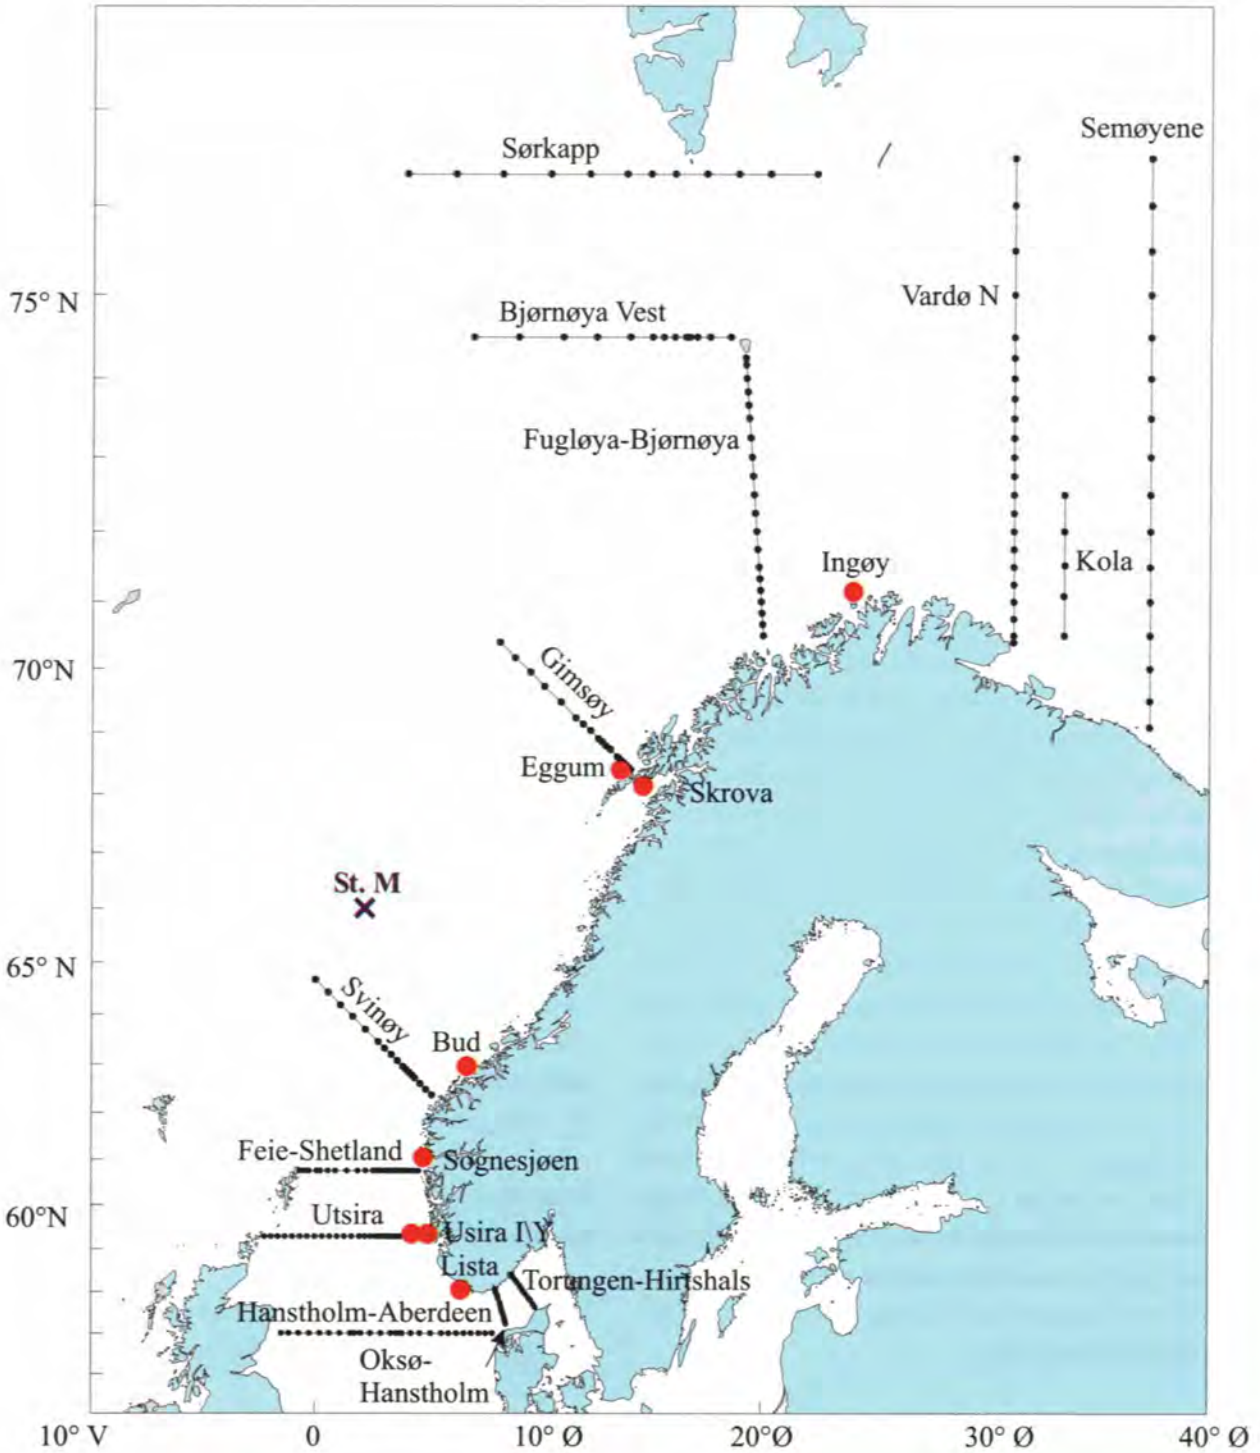 Semøyene
Sørkapp
75° N
Vardø N
Bjørnøya Vest
Fugløya-Bjørnøya
Ingøy
Kola
70°N
Gimsøy
Eggum
Skrova
St. M
65° N
Svinøy
Bud
Feie-Shetland
Sognesjøen
60°N
Utsira
Usira I\Y
Lista
Torungen-Hirtshals
Hanstholm-Aberdeen
Oksø-
Hanstholm
10° V
0
10° Ø
20° Ø
30° Ø
40° Ø